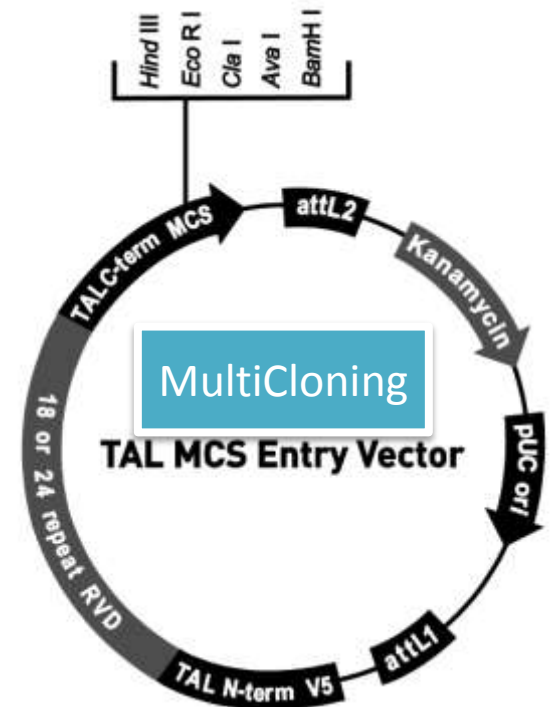 Hind III
Eco R I
Cla I
Ava I
BamH I
TALC-term MCS
attL2
Kanamycin
pUC ori
attL1
TAL N-term V5
18 or 24 repeat RVD
MultiCloning
TAL MCS Entry Vector